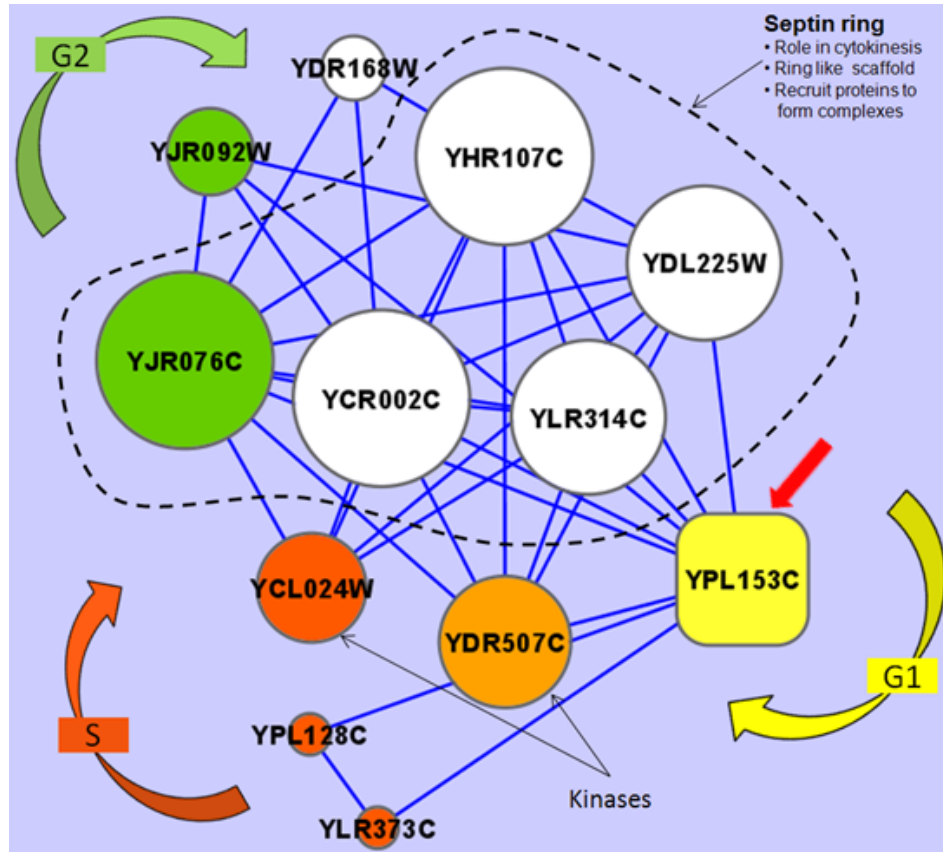 Septin ring
• Role in cytokinesis
• Ring like scaffold
• Recruit proteins to
form complexes
G2
YDR168W
YJR092W
YHR107C
YDL225W
YJR076C
YCR002C
YLR314C
YCL024W
YPL153C
YDR507C
G1
S
YPL128C
Kinases
YLR373C